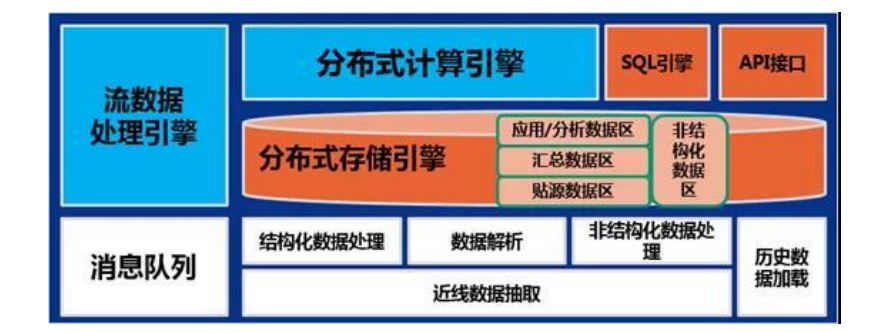 流数据
处理引擎
分布式计算引擎
SQL引擎
API接口
分布式存储引擎
应用/分析数据区
汇总数据区
贴源数据区
非结
构化
数据
区
消息队列
结构化数据处理
数据解析
非结构化数据处
理
近线数据抽取
历史数
据加载